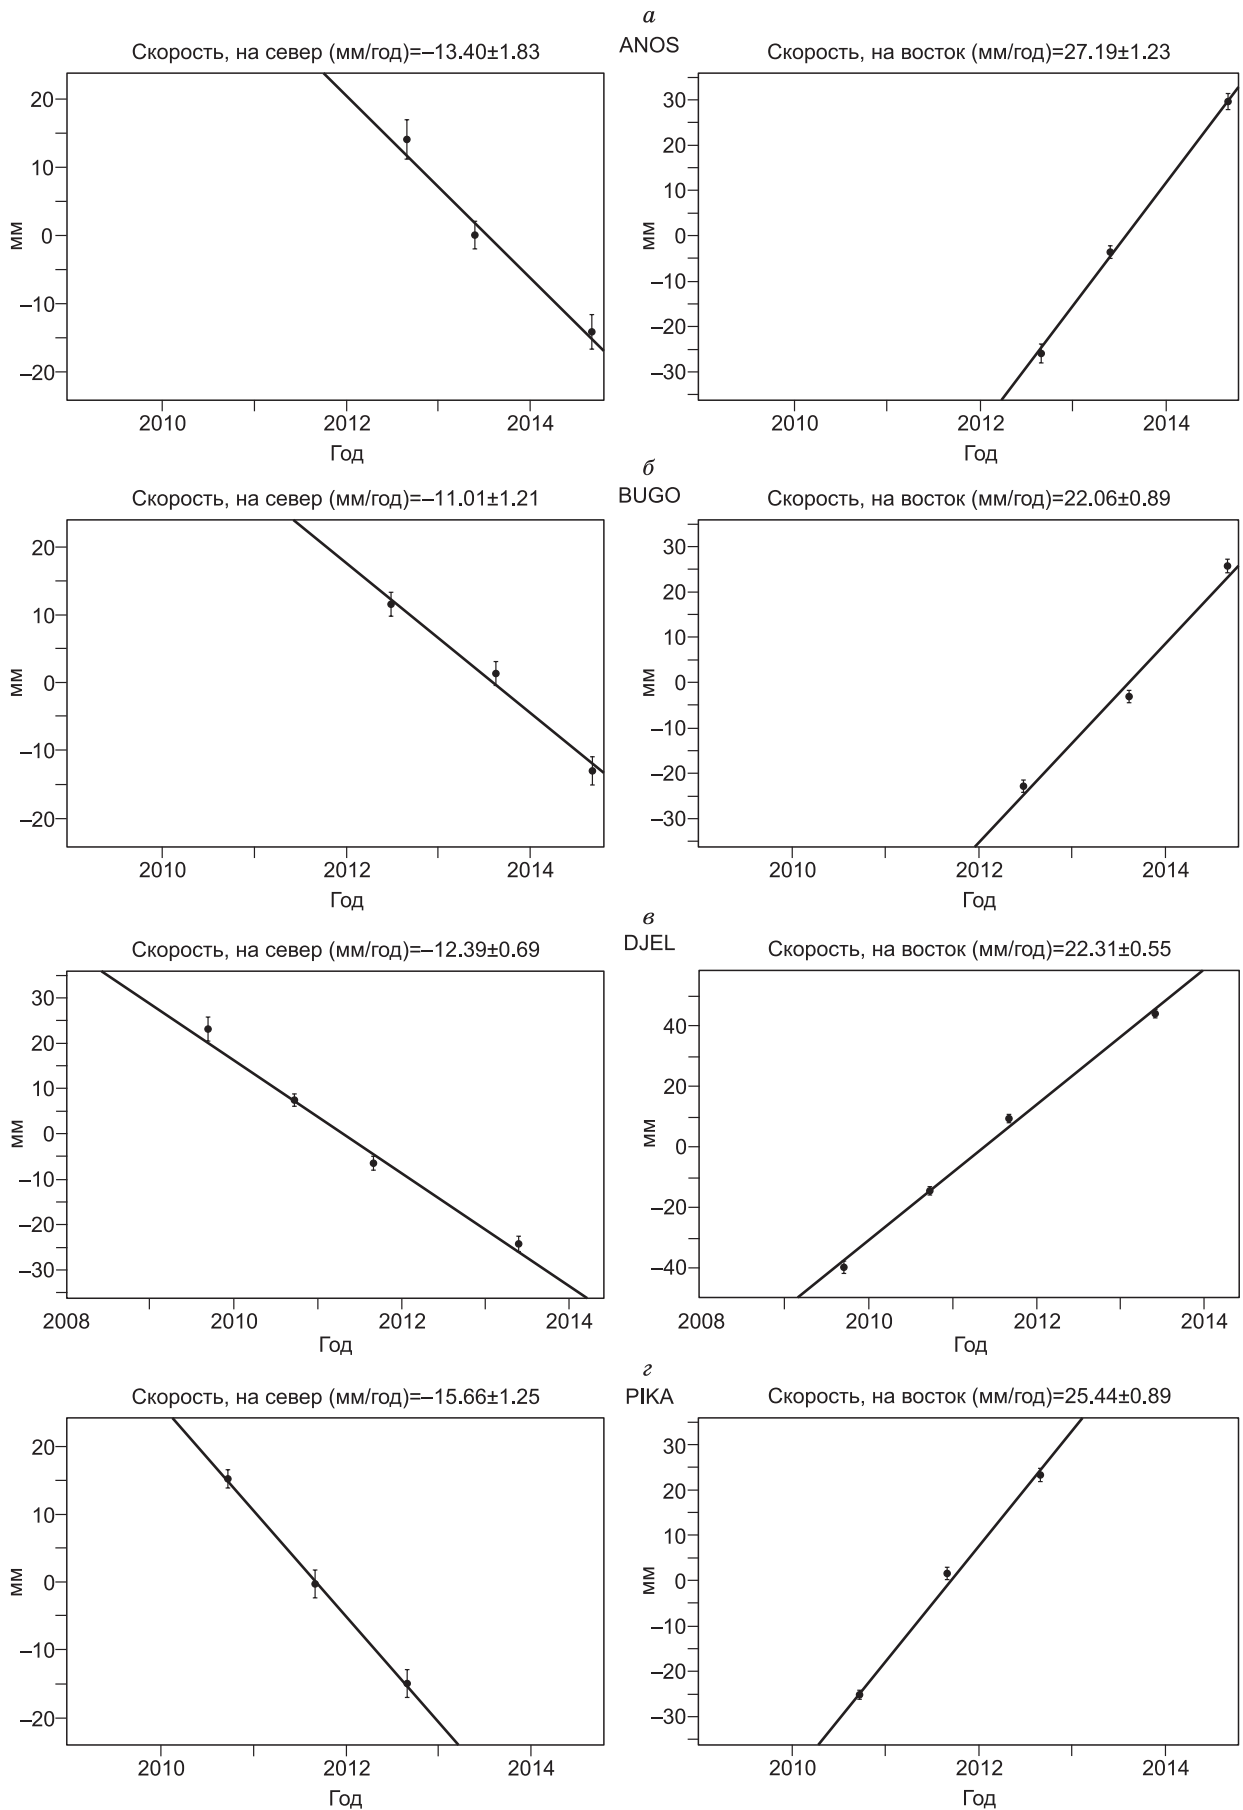 а
ANOS
Скорость, на север (мм/год)=–13.40±1.83
20
10
0
–10
–20
мм
2010
2012
2014
Год
Скорость, на восток (мм/год)=27.19±1.23
30
20
10
0
–10
–20
–30
мм
2010
2012
2014
Год
б
BUGO
Скорость, на север (мм/год)=–11.01±1.21
20
10
0
–10
–20
мм
2010
2012
2014
Год
Скорость, на восток (мм/год)=22.06±0.89
30
20
10
0
–10
–20
–30
мм
2010
2012
2014
Год
в
DJEL
Скорость, на север (мм/год)=–12.39±0.69
30
20
10
0
–10
–20
–30
мм
2008
2010
2012
2014
Год
Скорость, на восток (мм/год)=22.31±0.55
40
20
0
–20
–40
мм
2008
2010
2012
2014
Год
г
PIKA
Скорость, на север (мм/год)=–15.66±1.25
20
10
0
–10
–20
мм
2010
2012
2014
Год
Скорость, на восток (мм/год)=25.44±0.89
30
20
10
0
–10
–20
–30
мм
2010
2012
2014
Год